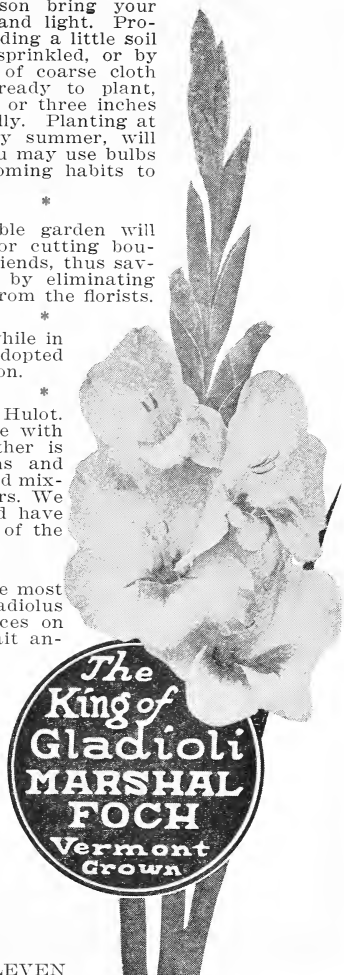 son bring your
and light. Pro-
ding a little soil
sprinkled, or by
of coarse cloth
ready to plant,
or three inches
lly. Planting at
y summer, will
u may use bulbs
oming habits to
*
ble garden will
or cutting bou-
iends, thus sav-
by eliminating
rom the florists.
*
while in
dopted
on.
*
Hulot.
e with
ther is
ns and
d mix-
rs. We
d have
of the
e most
adiolus
ces on
it an-
The
King of
Gladioli
MARSHAL
FOCH
Vermont
Grown
LEVEN